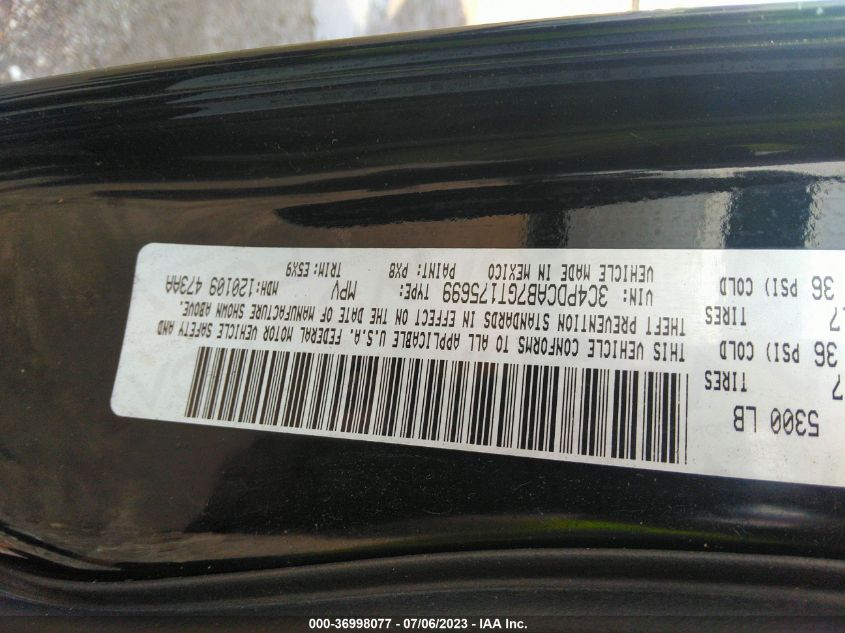 5300 LB
7
TIRES
36 PSI) COLD
17
TIRES
36 PSI) COLD
THIS VEHICLE CONFORMS TO ALL APPLICABLE U.S.A. FEDERAL MOTOR VEHICLE SAFETY AND
THEFT PREVENTION STANDARDS IN EFFECT ON THE DATE OF MANUFACTURE SHOWN ABOVE.
VIN: 3C4PDCAB7GT175699 TYPE: MPV MDH:120109 473AA
VEHICLE MADE IN MEXICO PAINT: PX8 TRIM:E5X9
000-36998077 / 07/06/2023 - IAA Inc.